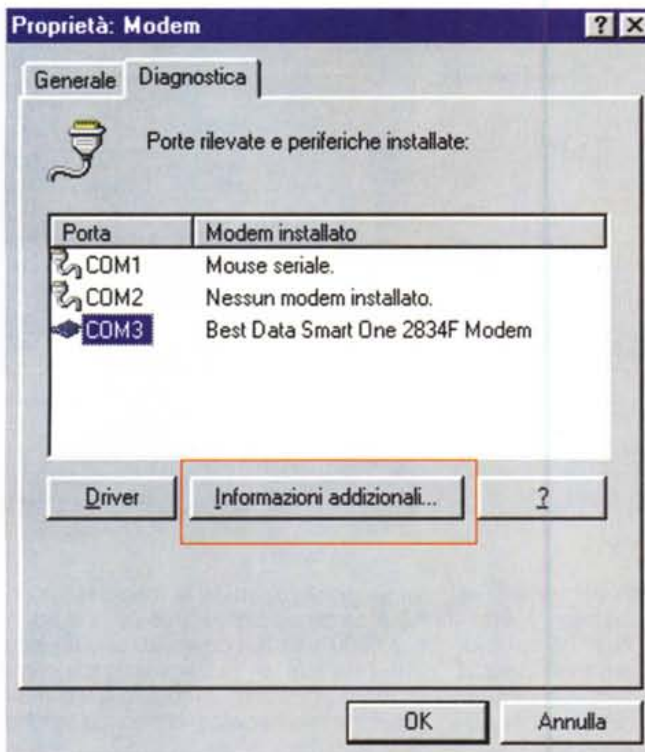 Proprietà: Modem
?
Generale Diagnostica
Porte rilevate e periferiche installate:
Porta Modem installato
COM1 Mouse seriale.
COM2 Nessun modem installato.
COM3 Best Data Smart One 2834F Modem
Driver Informazioni addizionali... ?
OK Annulla